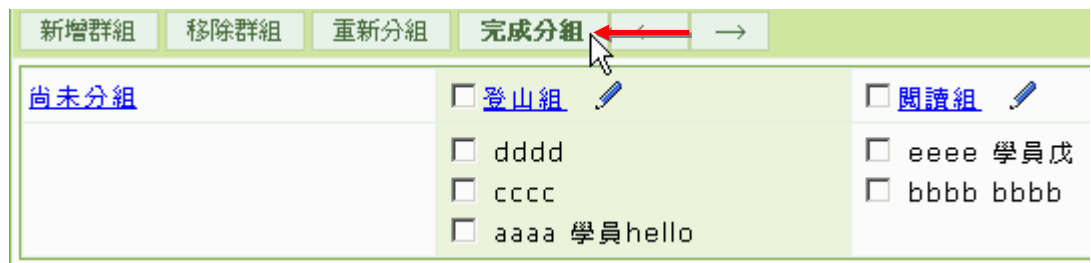 新增群組 移除群組 重新分組 完成分組 ← →
尚未分組 登山組 閱讀組
dddd eeee 學員戊
cccc bbbb bbbb
aaaa 學員hello